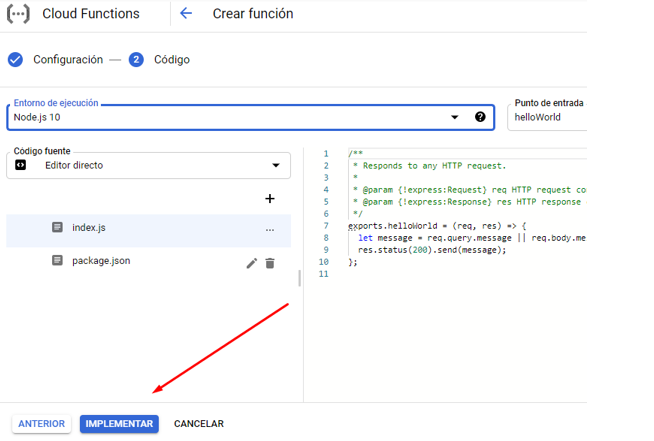 Cloud Functions
Crear función
Configuración — 2 Código
Entorno de ejecución
Node.js 10
Punto de entrada
helloWorld
Código fuente
Editor directo
index.js
package.json
1 /**
2 * Responds to any HTTP request.
3 *
4 * @param {!express:Request} req HTTP request co
5 * @param {!express:Response} res HTTP response
6 */
7 exports.helloWorld = (req, res) => {
8 let message = req.query.message || req.body.me
9 res.status(200).send(message);
10 };
11
ANTERIOR IMPLEMENTAR CANCELAR